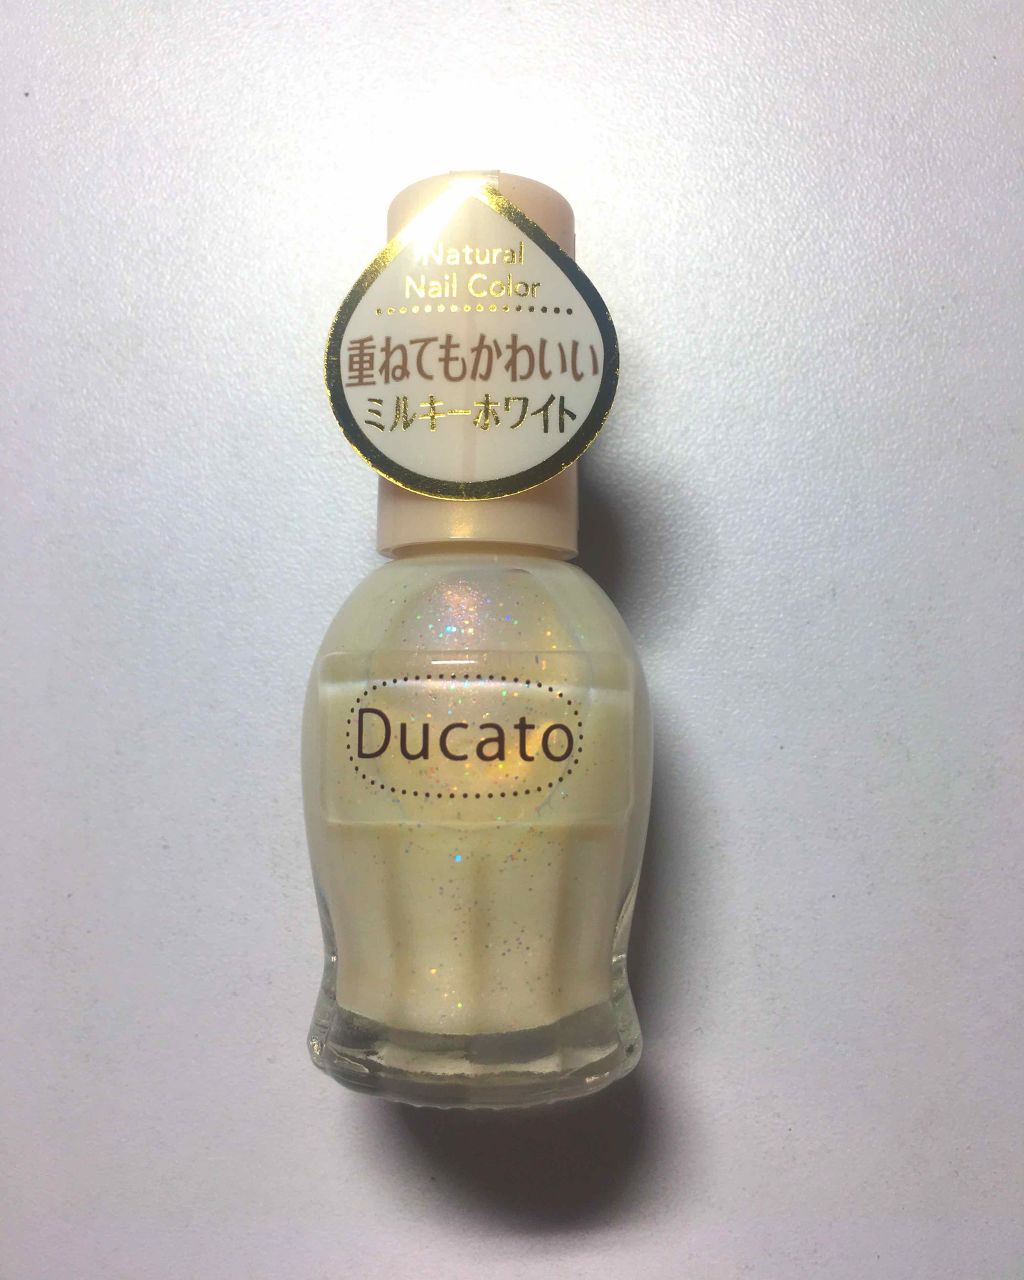 Natural
Nail Color
重ねてもかわいい
ミルキーホワイト
Ducato